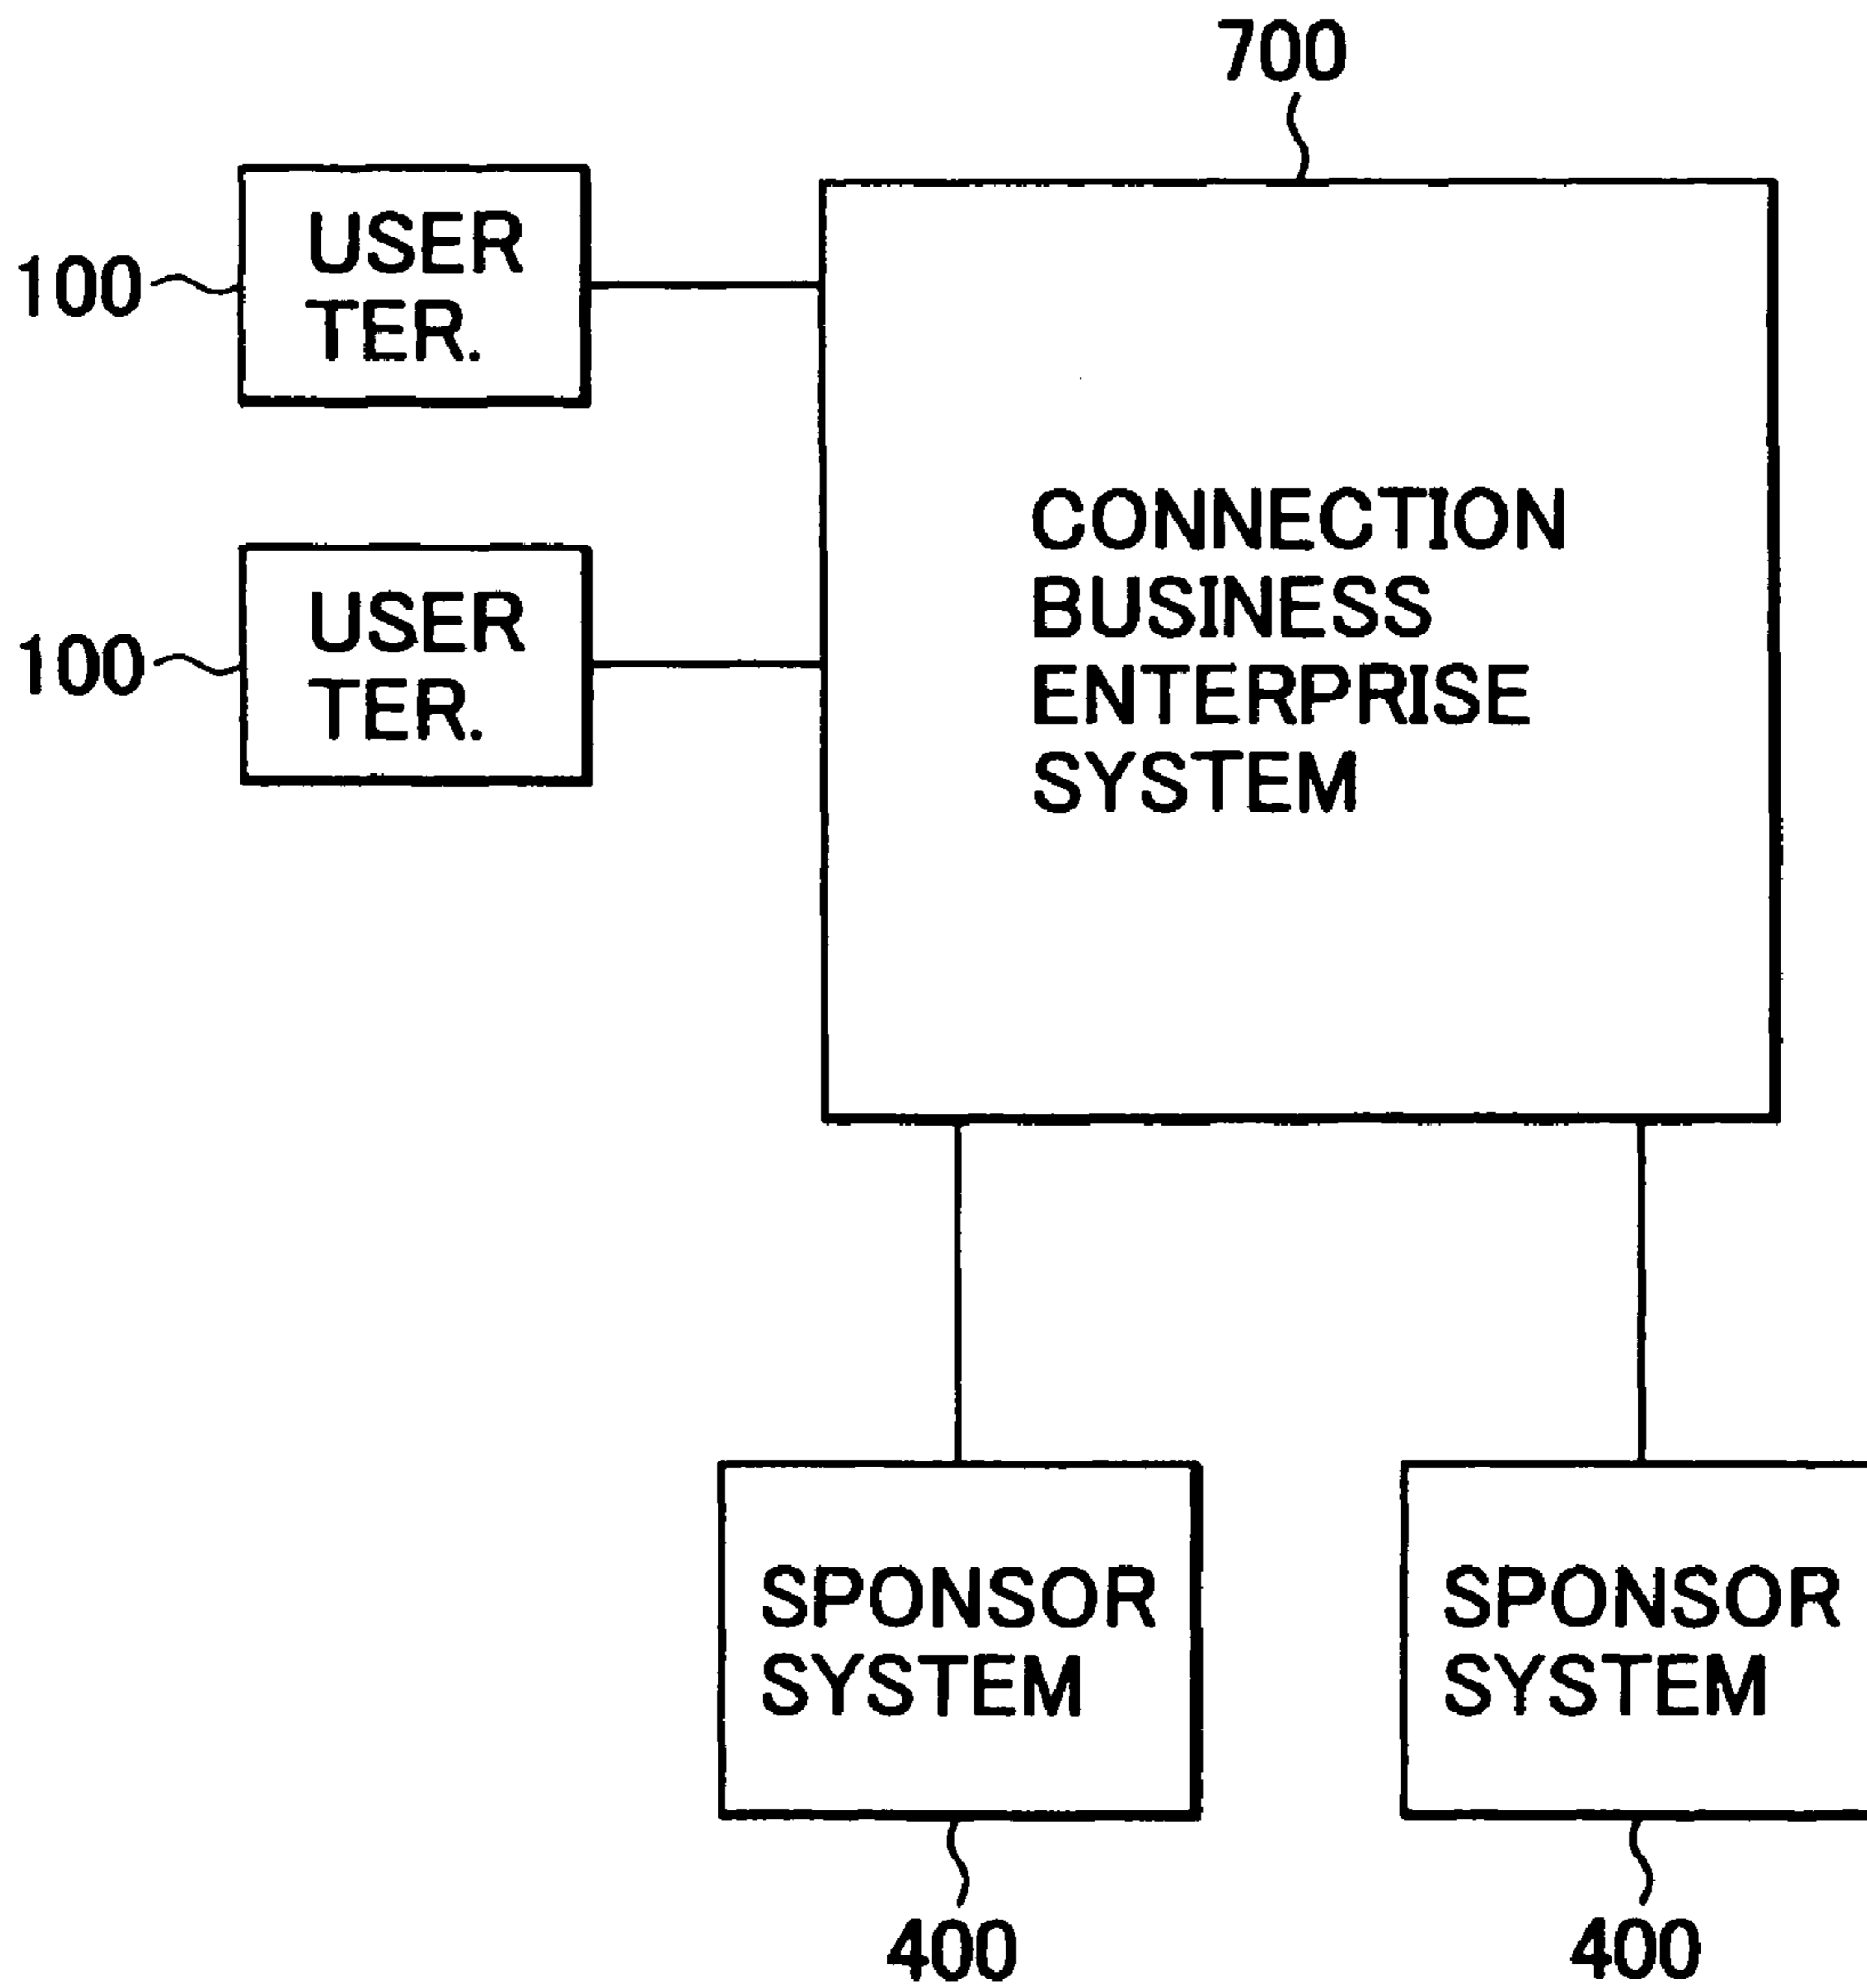 700
100
USER
TER.
100
USER
TER.
CONNECTION
BUSINESS
ENTERPRISE
SYSTEM
SPONSOR
SYSTEM
SPONSOR
SYSTEM
400
400